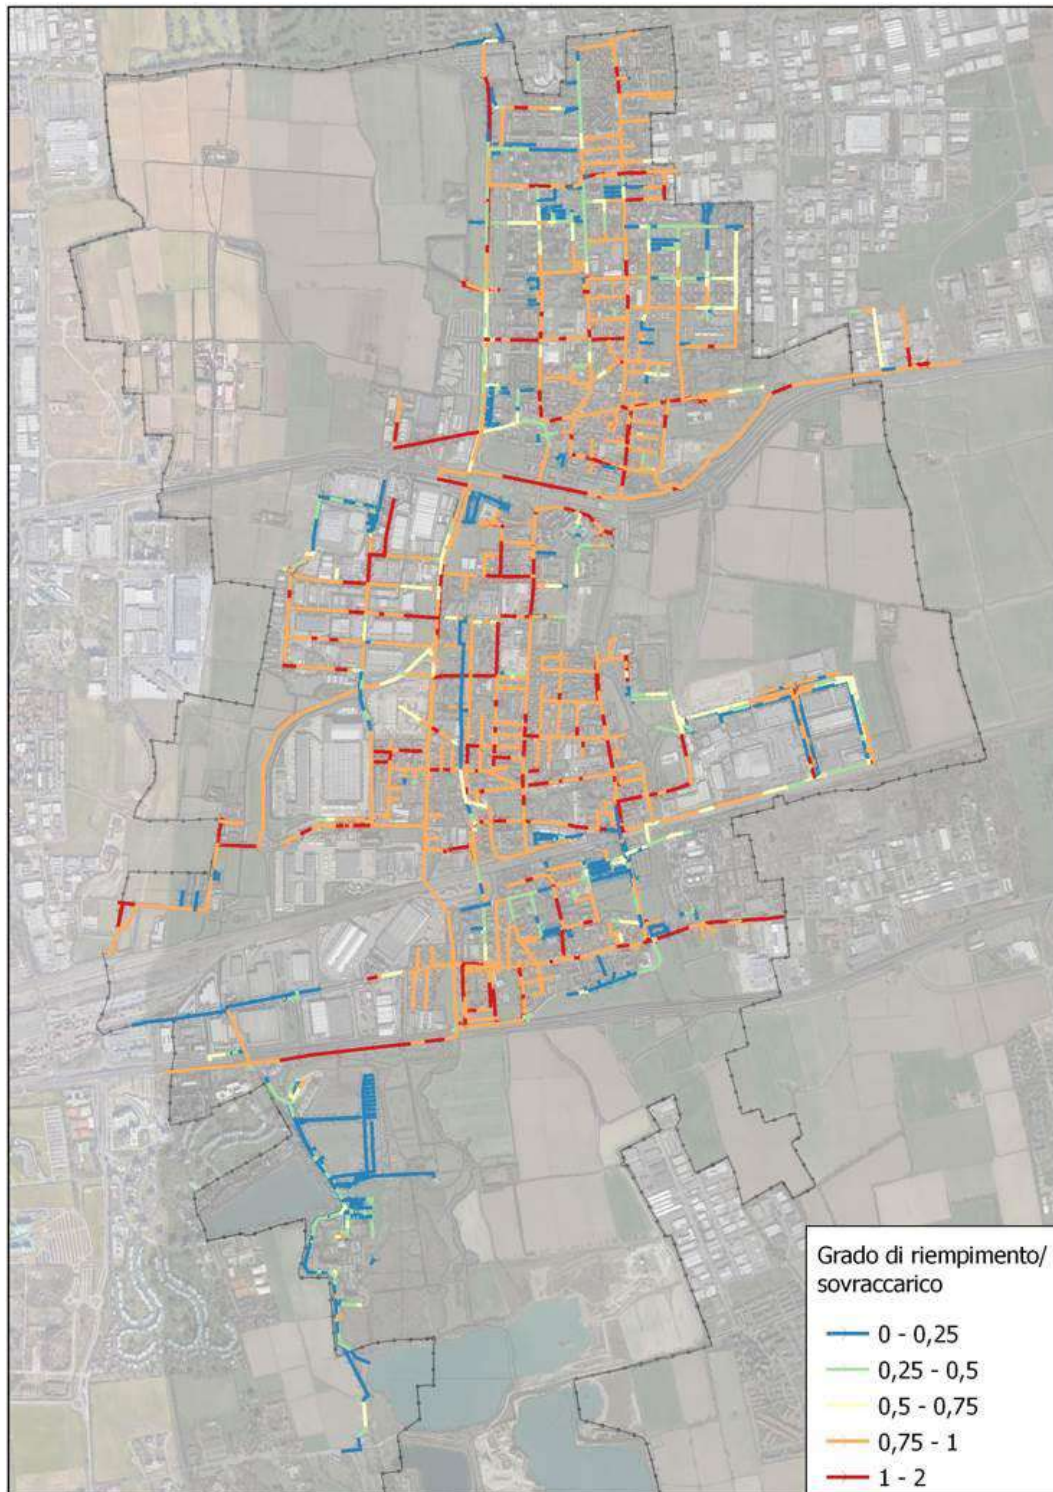 Grado di riempimento/
sovraccarico
0 - 0,25
0,25 - 0,5
0,5 - 0,75
0,75 - 1
1 - 2